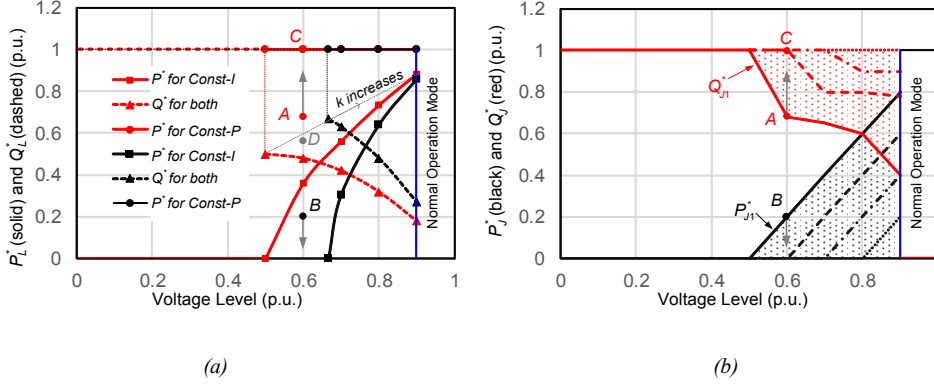 P*L (solid) and Q*L (dashed)
1.2
1
0.8
0.6
0.4
0.2
0
0
0.2
0.4
0.6
0.8
1
Voltage Level (p.u.)
C
A
D
B
k increases
P* for Const-I
Q* for both
P* for Const-P
P* for Const-I
Q* for both
P* for Const-P
Normal Operation Mode
(a)
P*J (black) and Q*J (red) (p.u.)
1.2
1
0.8
0.6
0.4
0.2
0
0
0.2
0.4
0.6
0.8
1
Voltage Level (p.u.)
C
Q*J1
A
B
P*J1
Normal Operation Mode
(b)